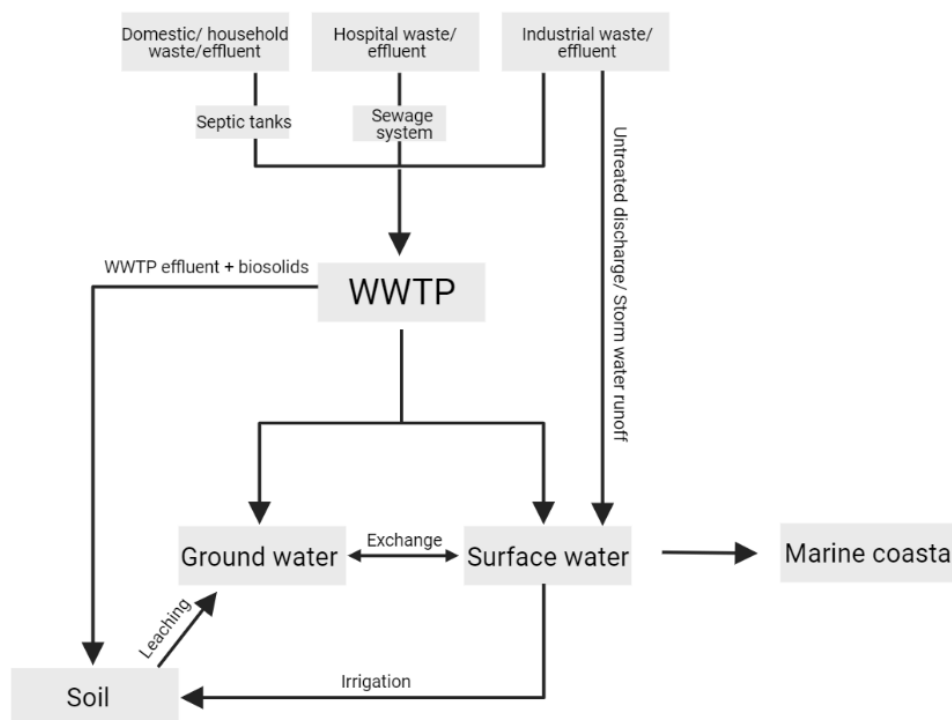 Domestic/ household
waste/effluent
Hospital waste/
effluent
Industrial waste/
effluent
Septic tanks
Sewage
system
Untreated discharge/ Storm water runoff
WWTP effluent + biosolids
WWTP
Ground water
Exchange
Surface water
Marine coasta
Leaching
Soil
Irrigation